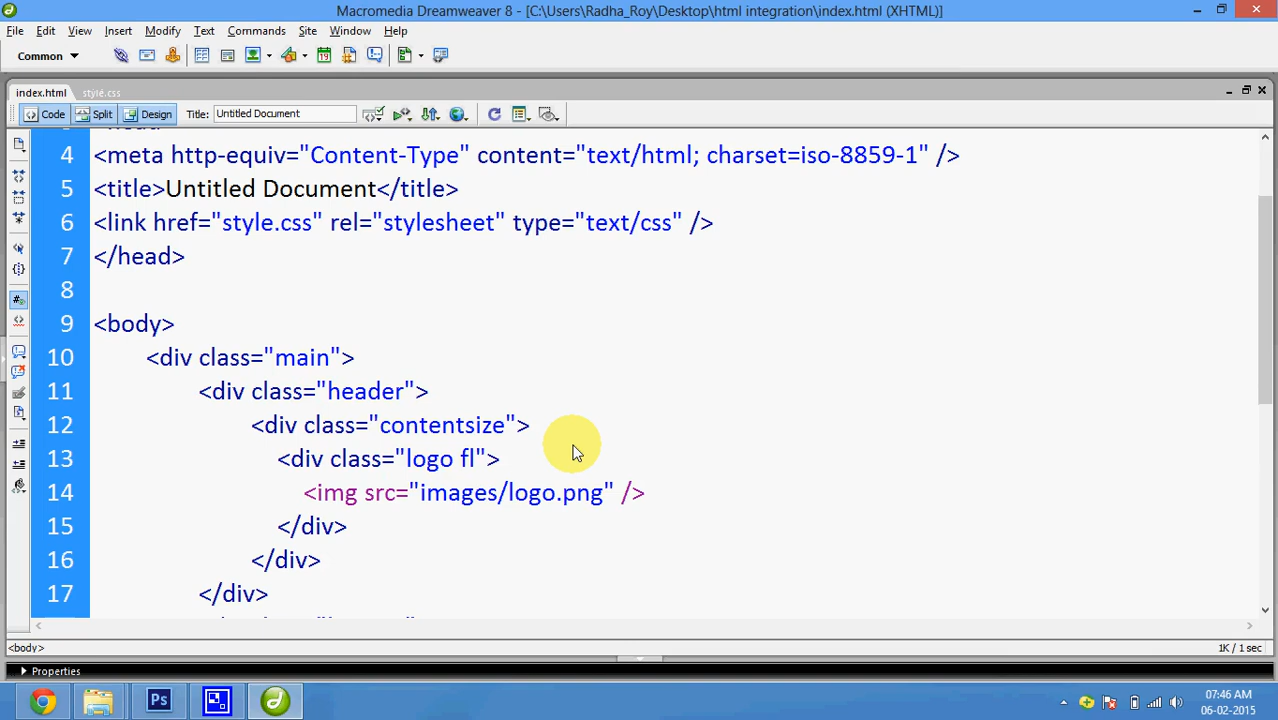 Macromedia Dreamweaver 8 - [C:\Users\Radha_Roy\Desktop\html integration\index.html (XHTML)]
File Edit View Insert Modify Text Commands Site Window Help
Common
index.html style.css
Code Split Design Title: Untitled Document
4 <meta http-equiv="Content-Type" content="text/html; charset=iso-8859-1" />
5 <title>Untitled Document</title>
6 <link href="style.css" rel="stylesheet" type="text/css" />
7 </head>
8
9 <body>
10 <div class="main">
11 <div class="header">
12 <div class="contentsize">
13 <div class="logo fl">
14 <img src="images/logo.png" />
15 </div>
16 </div>
17 </div>
<body> 1K / 1 sec
Properties
Ps
07:46 AM
06-02-2015